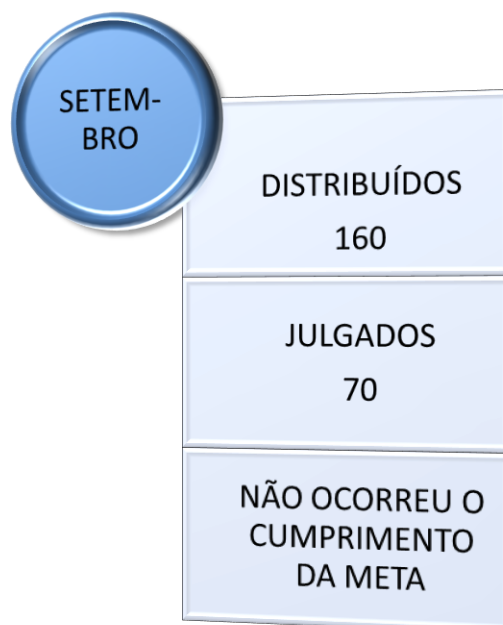 SETEM-
BRO
DISTRIBUÍDOS
160
JULGADOS
70
NÃO OCORREU O
CUMPRIMENTO
DA META